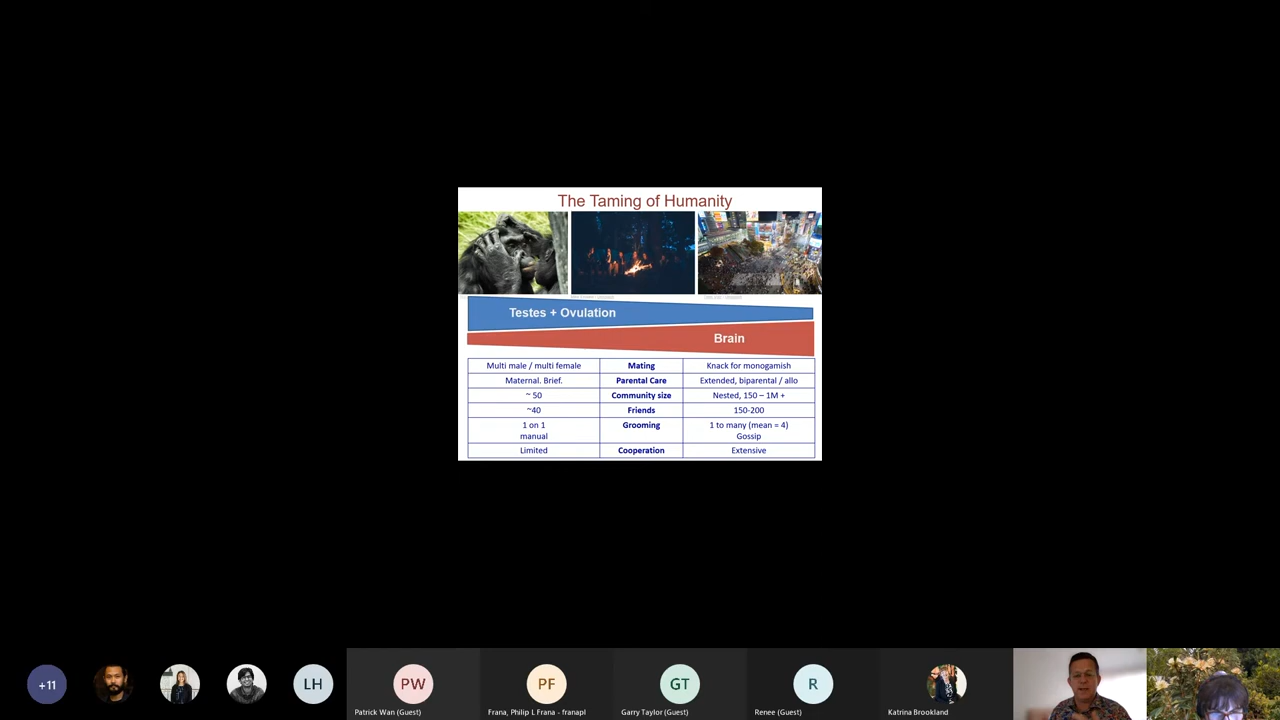 The Taming of Humanity
Testes + Ovulation
Brain
Multi male / multi female Mating Knack for monogamish
Maternal. Brief. Parental Care Extended, biparental / allo
~ 50 Community size Nested, 150 – 1M +
~40 Friends 150-200
1 on 1 Grooming 1 to many (mean = 4)
manual Gossip
Limited Cooperation Extensive
+11
LH
PW
PF
GT
R
Patrick Wan (Guest)
Frana, Philip L Frana - franapl
Garry Taylor (Guest)
Renee (Guest)
Katrina Brookland